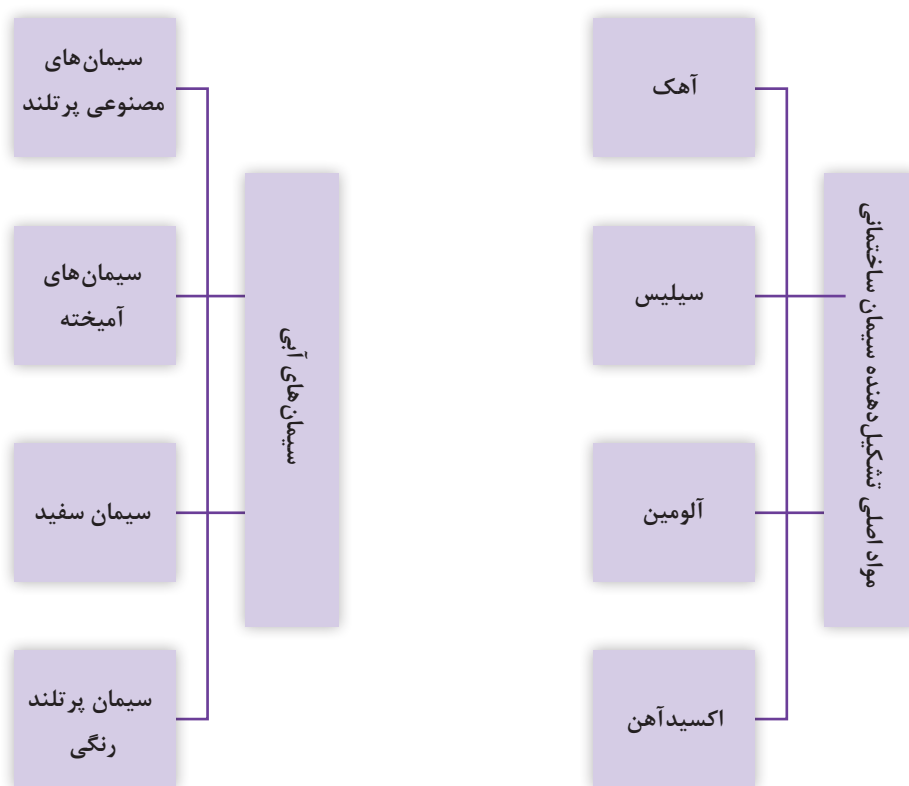 مواد اصلی تشکیل‌دهنده سیمان ساختمانی
آهک
سیلیس
آلومین
اکسیدآهن
سیمان‌های آبی
سیمان‌های
مصنوعی پرتلند
سیمان‌های
آمیخته
سیمان سفید
سیمان پرتلند
رنگی